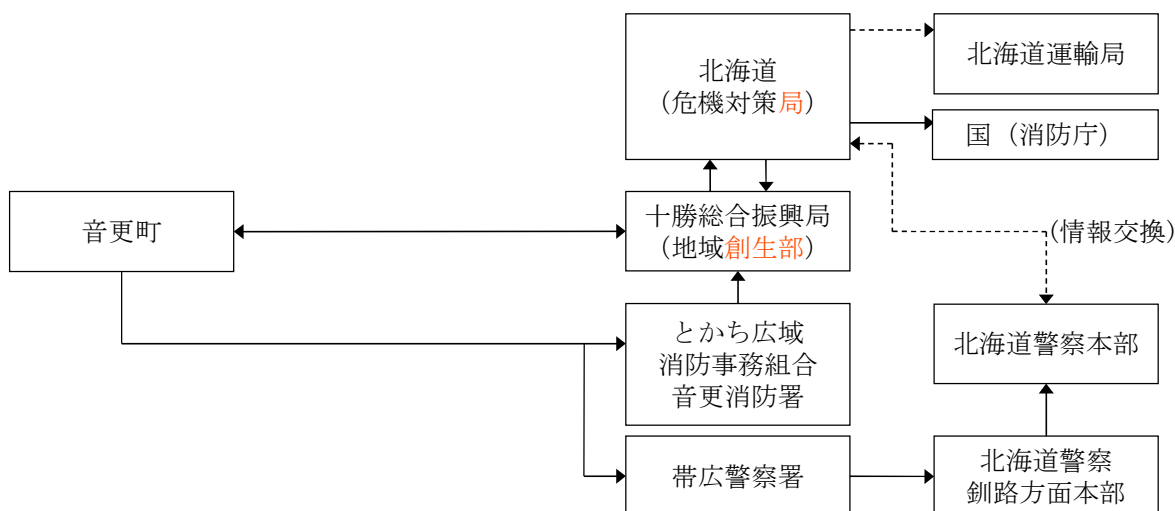 北海道
（危機対策局）
北海道運輸局
国（消防庁）
音更町
十勝総合振興局
（地域創生部）
(情報交換)
とかち広域
消防事務組合
音更消防署
北海道警察本部
帯広警察署
北海道警察
釧路方面本部